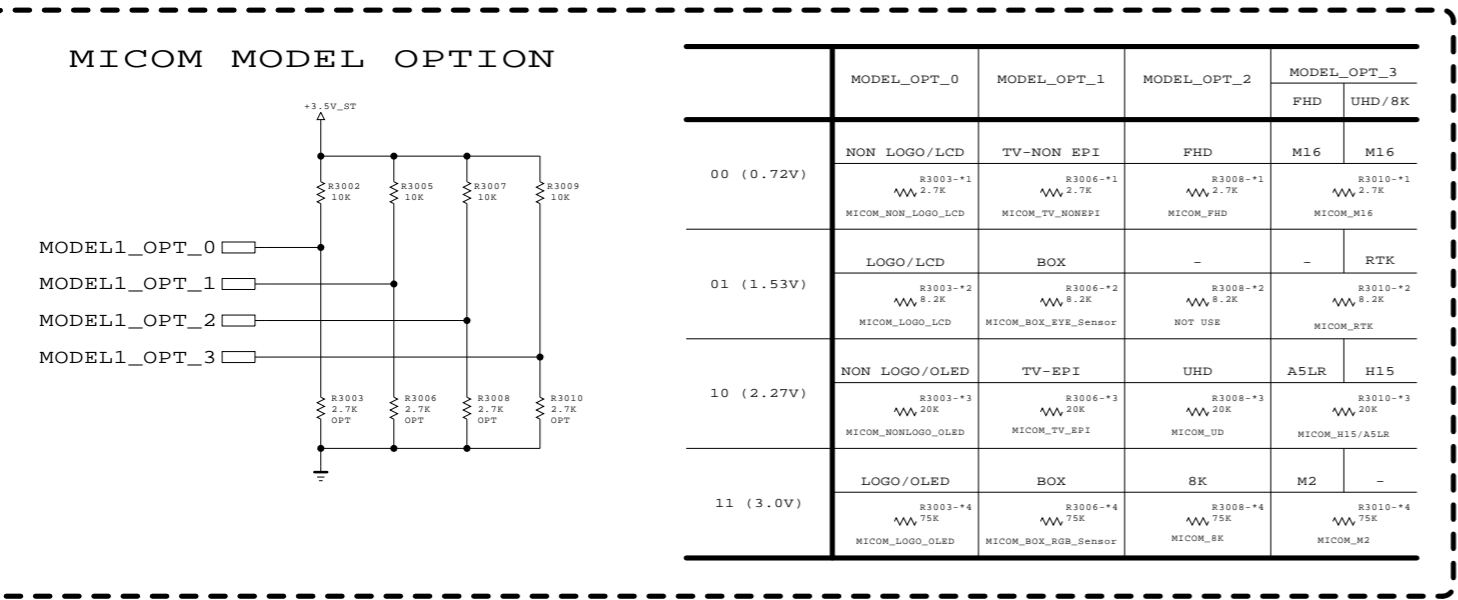 MICOM MODEL OPTION
+3.5V_ST
R3002
10K
R3005
10K
R3007
10K
R3009
10K
MODEL1_OPT_0
MODEL1_OPT_1
MODEL1_OPT_2
MODEL1_OPT_3
R3003
2.7K
OPT
R3006
2.7K
OPT
R3008
2.7K
OPT
R3010
2.7K
OPT
MODEL_OPT_0 MODEL_OPT_1 MODEL_OPT_2 MODEL_OPT_3
FHD UHD/8K
00 (0.72V)
NON LOGO/LCD TV-NON EPI FHD M16 M16
R3003-*1 R3006-*1 R3008-*1 R3010-*1
2.7K 2.7K 2.7K 2.7K
MICOM_NON_LOGO_LCD MICOM_TV_NONEPI MICOM_FHD MICOM_M16
01 (1.53V)
LOGO/LCD BOX - - RTK
R3003-*2 R3006-*2 R3008-*2 R3010-*2
8.2K 8.2K 8.2K 8.2K
MICOM_LOGO_LCD MICOM_BOX_EYE_Sensor NOT USE MICOM_RTK
10 (2.27V)
NON LOGO/OLED TV-EPI UHD A5LR H15
R3003-*3 R3006-*3 R3008-*3 R3010-*3
20K 20K 20K 20K
MICOM_NONLOGO_OLED MICOM_TV_EPI MICOM_UD MICOM_H15/A5LR
11 (3.0V)
LOGO/OLED BOX 8K M2 -
R3003-*4 R3006-*4 R3008-*4 R3010-*4
75K 75K 75K 75K
MICOM_LOGO_OLED MICOM_BOX_RGB_Sensor MICOM_8K MICOM_M2